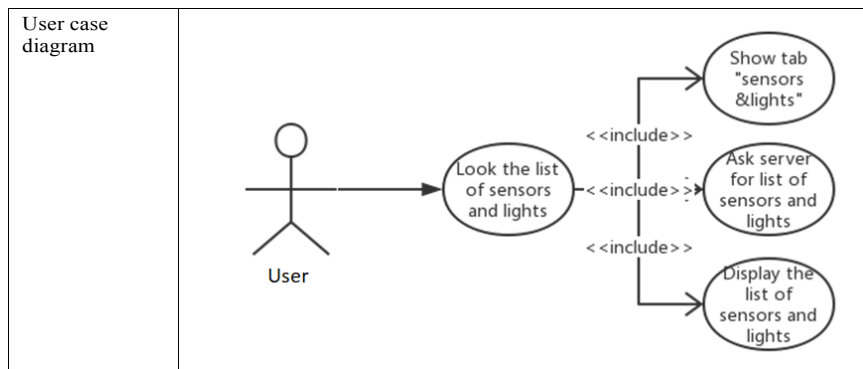 User case
diagram
Show tab
"sensors
&lights"
<<include>>
Look the list
of sensors
and lights
<<include>>
Ask server
for list of
sensors and
lights
<<include>>
Display the
list of
sensors and
lights
User